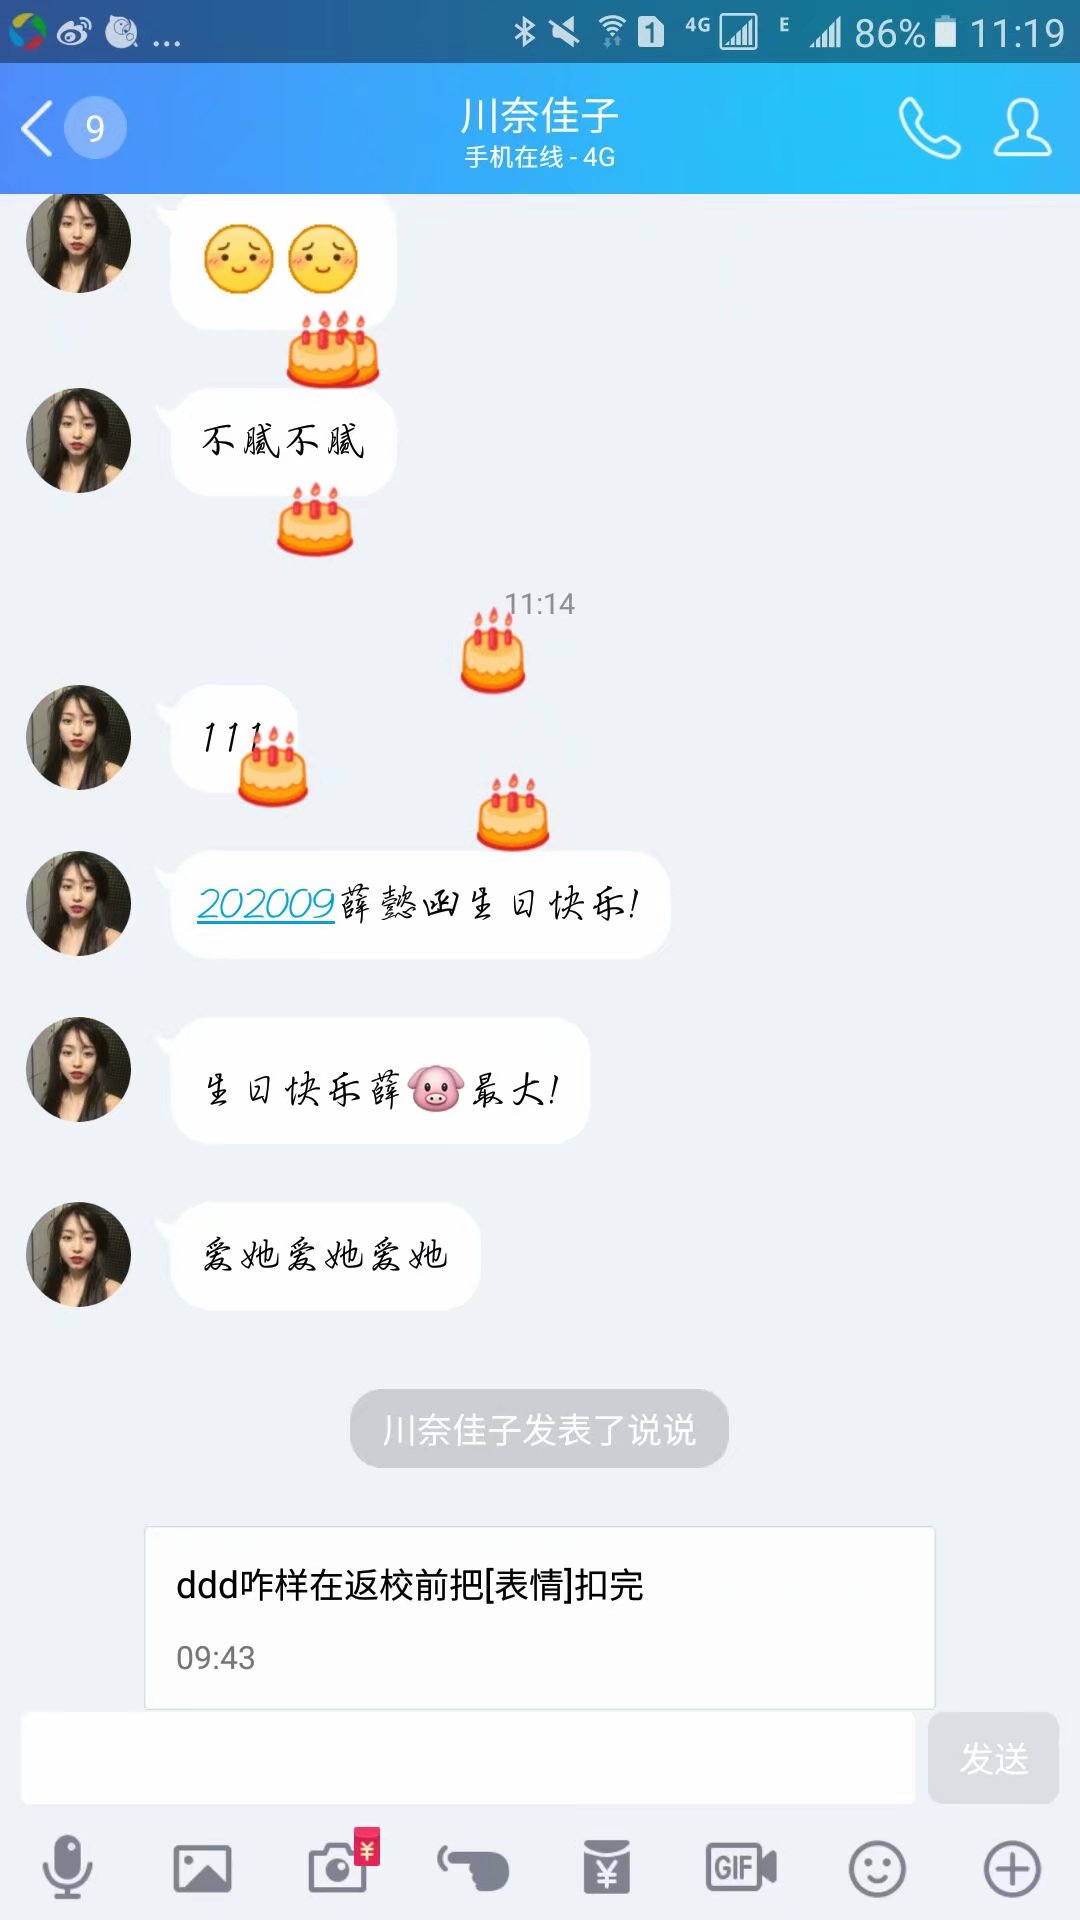 ... 1 4G E 86% 11:19
9
川奈佳子
手机在线 - 4G
不腻不腻
11:14
111
202009薛懿函生日快乐!
生日快乐薛🐷最大!
爱她爱她爱她
川奈佳子发表了说说
ddd咋样在返校前把[表情]扣完
09:43
发送
¥
¥
GIF